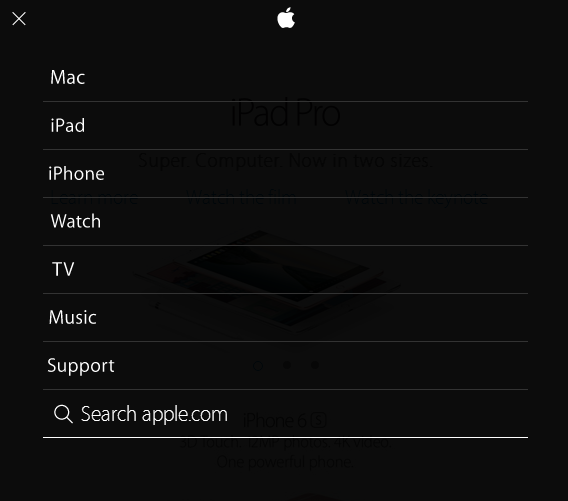 Mac
iPad
iPad Pro
iPhone
Super. Computer. Now in two sizes.
Learn more Watch the film Watch the keynote
Watch
TV
Music
Support
Search apple.com
iPhone 6s
One powerful phone